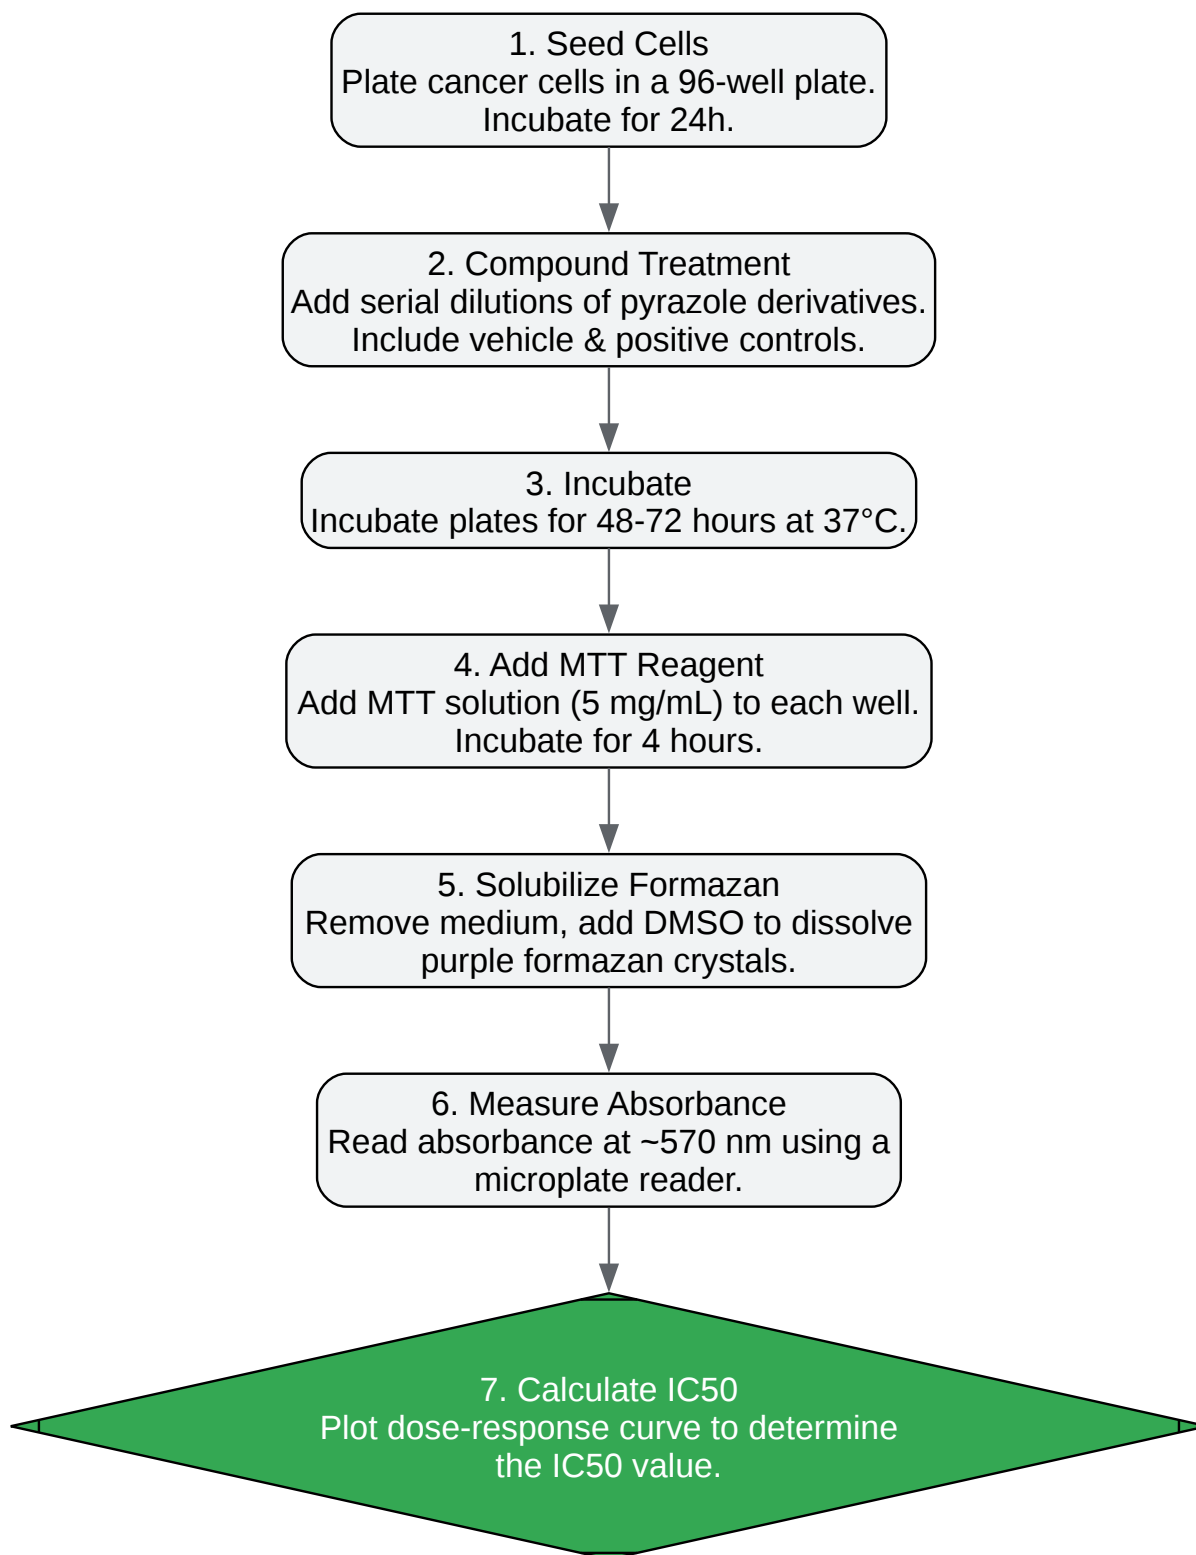 1. Seed Cells
Plate cancer cells in a 96-well plate.
Incubate for 24h.
2. Compound Treatment
Add serial dilutions of pyrazole derivatives.
Include vehicle & positive controls.
3. Incubate
Incubate plates for 48-72 hours at 37°C.
4. Add MTT Reagent
Add MTT solution (5 mg/mL) to each well.
Incubate for 4 hours.
5. Solubilize Formazan
Remove medium, add DMSO to dissolve
purple formazan crystals.
6. Measure Absorbance
Read absorbance at ~570 nm using a
microplate reader.
7. Calculate IC50
Plot dose-response curve to determine
the IC50 value.